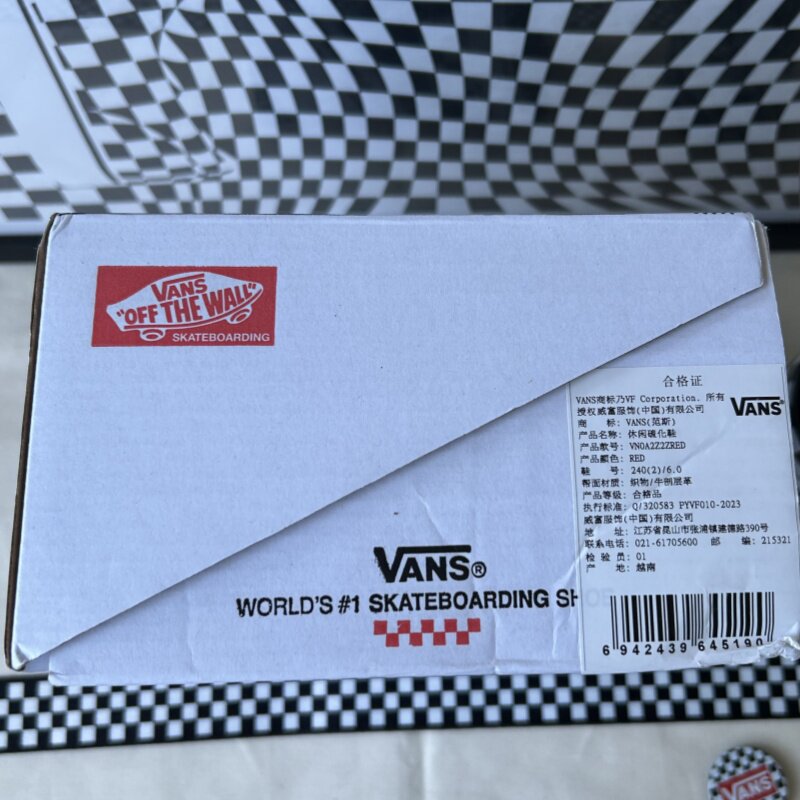 VANS
"OFF THE WALL"
SKATEBOARDING
合格证
VANS商标乃VF Corporation. 所有
授权威富服饰(中国)有限公司
VANS
商 标: VANS(范斯)
产品名称: 休闲硫化鞋
产品款号: VN0A2Z2ZRED
产品颜色: RED
鞋 号: 240(2)/6.0
帮面材质: 织物/牛剖层革
产品等级: 合格品
执行标准: Q/320583 PYVF010-2023
威富服饰(中国)有限公司
地 址: 江苏省昆山市张浦镇建德路390号
联系电话: 021-61705600 邮 编: 215321
检 验 员: 01
产 地: 越南
6 942439 645190
VANS®
WORLD'S #1 SKATEBOARDING SHOE
VANS